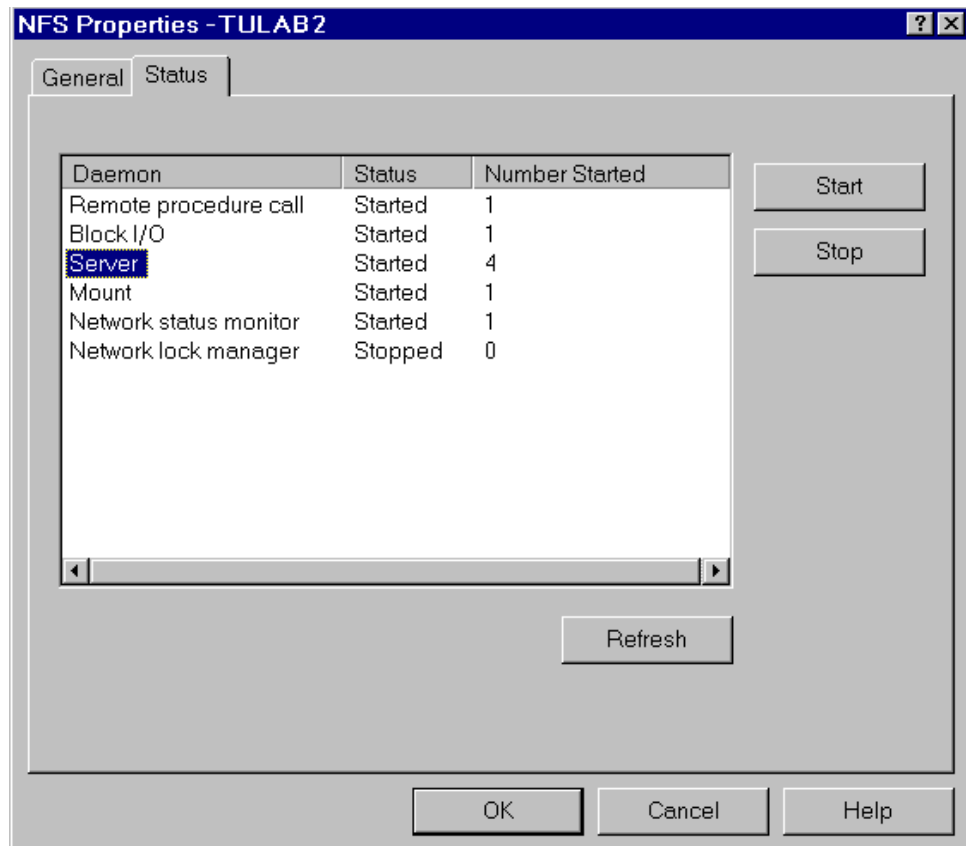 NFS Properties - TULAB2
General Status
Daemon Status Number Started
Remote procedure call Started 1
Block I/O Started 1
Server Started 4
Mount Started 1
Network status monitor Started 1
Network lock manager Stopped 0
Start
Stop
Refresh
OK Cancel Help